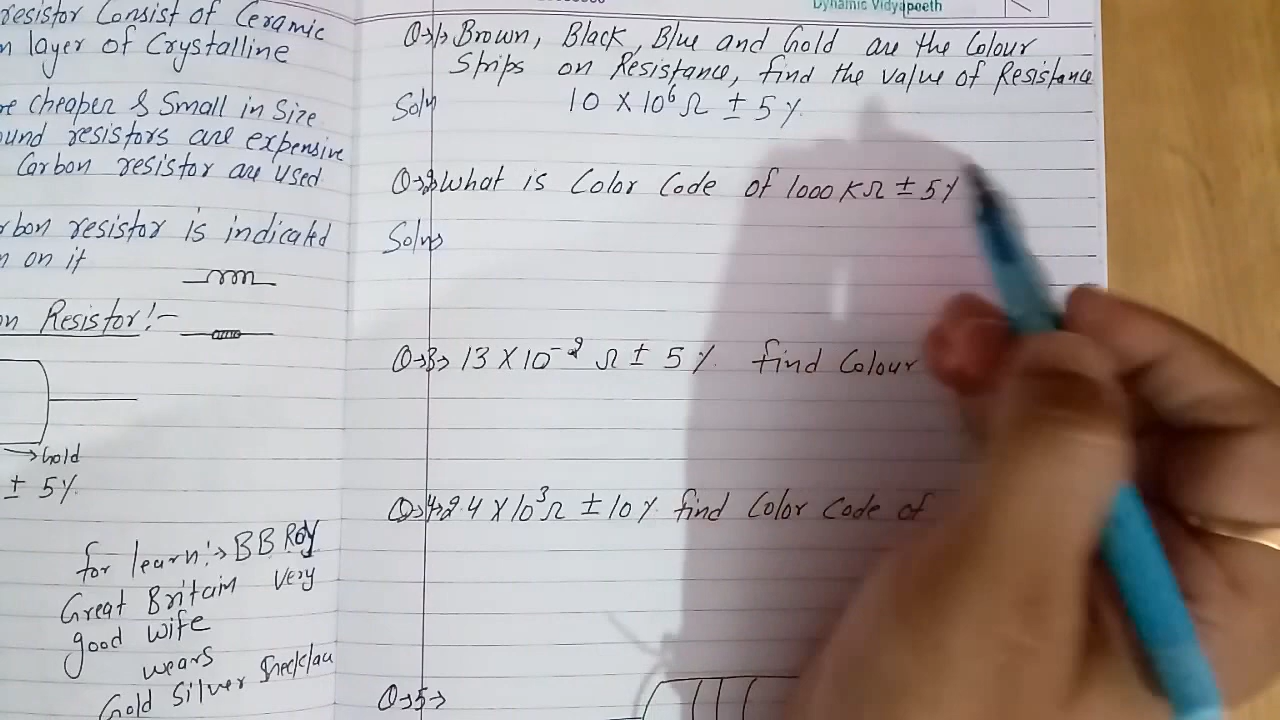 resistor Consist of Ceramic
layer of Crystalline
cheaper & Small in Size
resistors are expensive
Carbon resistor are used
resistor is indicated
on it
Resistor:-
→Gold
± 5%
for learn:→ BB Roy
Great Britain Very
good wife
wears
Gold Silver
Dynamic Vidyapeeth
Q→1→ Brown, Black, Blue and Gold are the Colour
Strips on Resistance, find the value of Resistance
Soln 10 × 10⁶ Ω ± 5%.
Q→2→ What is Color Code of 1000 KΩ ± 5%
Soln→
Q→3→ 13 × 10⁻² Ω ± 5%. find Colour
Q→4→ 24 × 10³ Ω ± 10%. find Color Code of
Q→5→